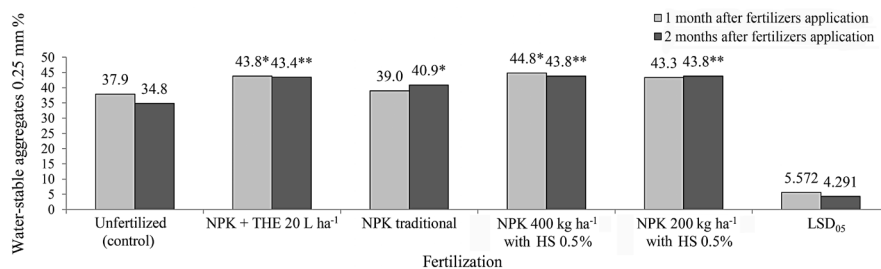 1 month after fertilizers application
2 months after fertilizers application
Water-stable aggregates 0.25 mm %
50
45
40
35
30
25
20
15
10
5
0
37.9 34.8
43.8* 43.4**
39.0 40.9*
44.8* 43.8**
43.3 43.8**
5.572 4.291
Unfertilized
(control)
NPK + THE 20 L ha⁻¹
NPK traditional
NPK 400 kg ha⁻¹
with HS 0.5%
NPK 200 kg ha⁻¹
with HS 0.5%
LSD₀₅
Fertilization